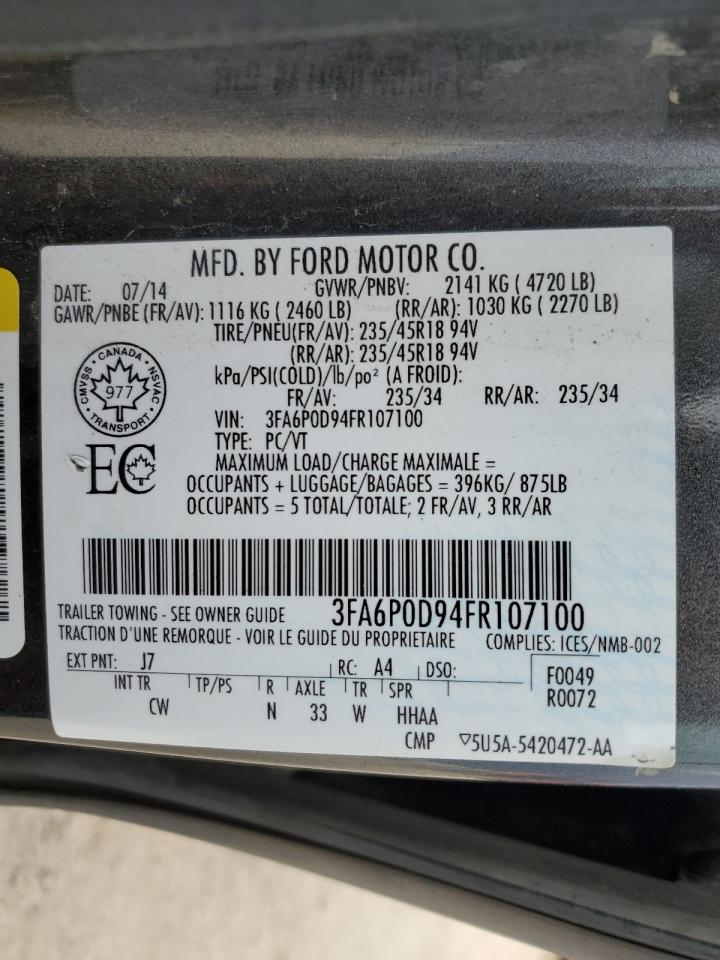 MFD. BY FORD MOTOR CO.
DATE: 07/14 GVWR/PNBV: 2141 KG ( 4720 LB)
GAWR/PNBE (FR/AV): 1116 KG ( 2460 LB) (RR/AR): 1030 KG ( 2270 LB)
TIRE/PNEU(FR/AV): 235/45R18 94V
(RR/AR): 235/45R18 94V
kPa/PSI(COLD)/lb/po² (A FROID):
FR/AV: 235/34 RR/AR: 235/34
VIN: 3FA6P0D94FR107100
TYPE: PC/VT
MAXIMUM LOAD/CHARGE MAXIMALE =
OCCUPANTS + LUGGAGE/BAGAGES = 396KG/ 875LB
OCCUPANTS = 5 TOTAL/TOTALE; 2 FR/AV, 3 RR/AR
CMVSS • CANADA • NSVAC • TRANSPORT •
977
EC
3FA6P0D94FR107100
TRAILER TOWING - SEE OWNER GUIDE
TRACTION D'UNE REMORQUE - VOIR LE GUIDE DU PROPRIETAIRE COMPLIES: ICES/NMB-002
EXT PNT: J7 RC: A4 DSO: F0049
INT TR TP/PS R AXLE TR SPR R0072
CW N 33 W HHAA
CMP ▽5U5A-5420472-AA